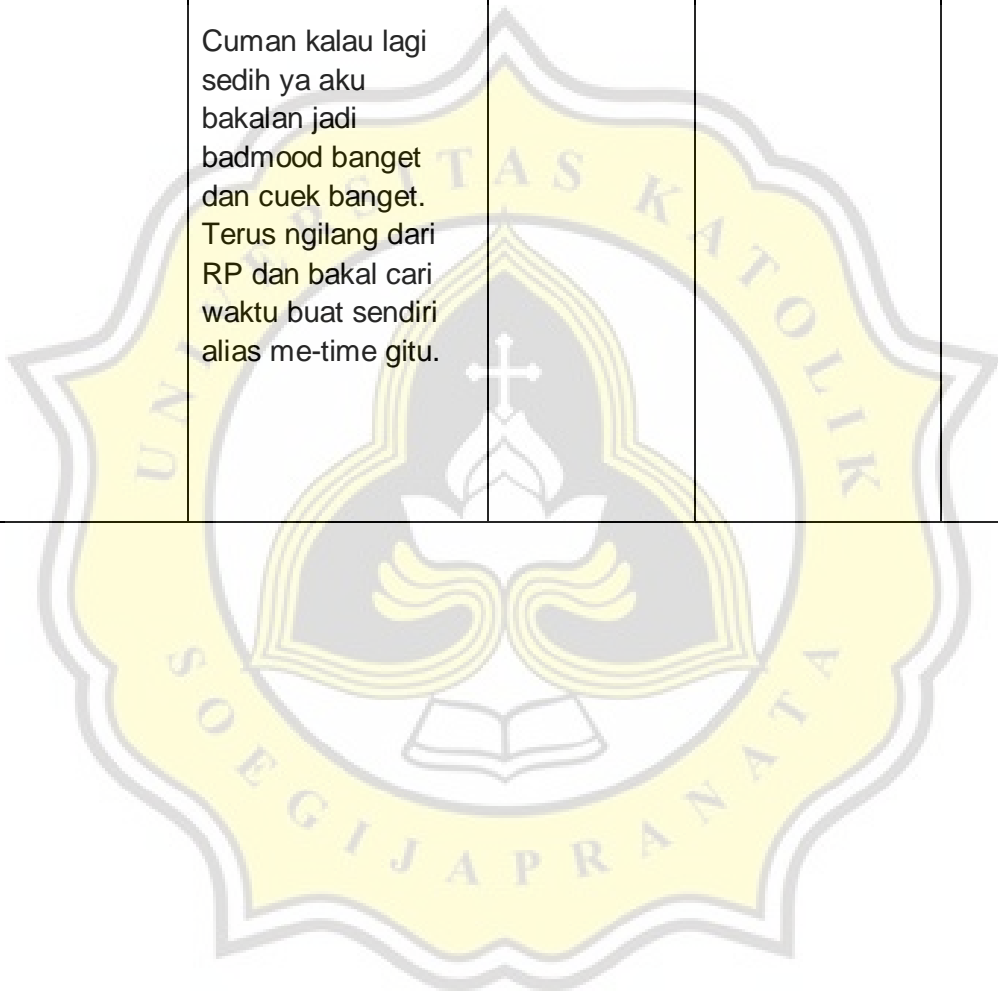 Cuman kalau lagi
sedih ya aku
bakalan jadi
badmood banget
dan cuek banget.
Terus ngilang dari
RP dan bakal cari
waktu buat sendiri
alias me-time gitu.
UNIVERSITAS KATOLIK
SOEGIJAPRANATA